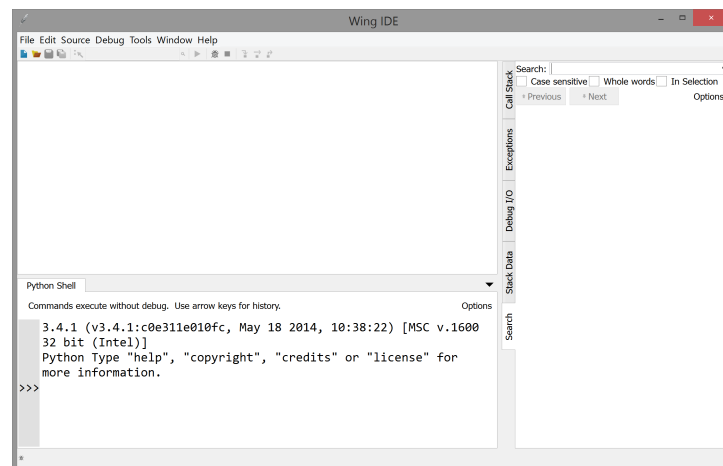 Wing IDE
File Edit Source Debug Tools Window Help
Search:
Case sensitive Whole words In Selection
Previous Next Options
Call Stack
Exceptions
Debug I/O
Stack Data
Search
Python Shell
Commands execute without debug. Use arrow keys for history. Options
3.4.1 (v3.4.1:c0e311e010fc, May 18 2014, 10:38:22) [MSC v.1600
32 bit (Intel)]
Python Type "help", "copyright", "credits" or "license" for
more information.
>>>